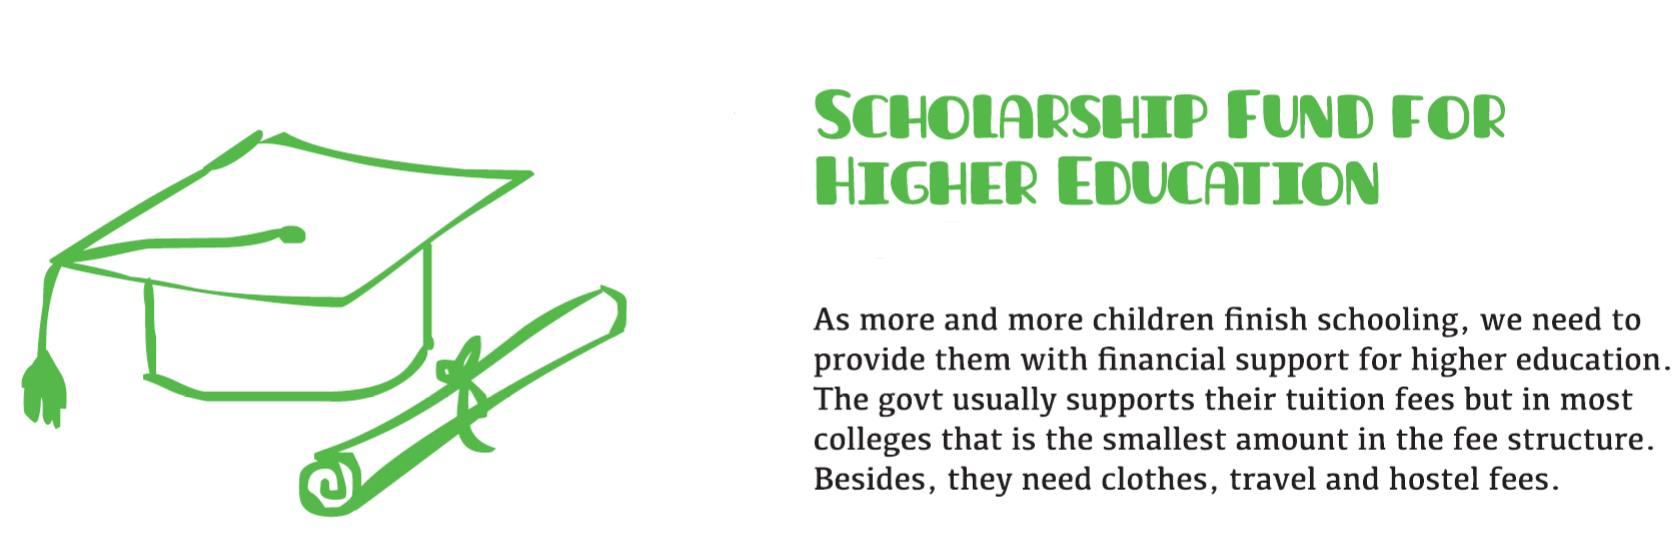 Scholarship Fund for
Higher Education
As more and more children finish schooling, we need to
provide them with financial support for higher education.
The govt usually supports their tuition fees but in most
colleges that is the smallest amount in the fee structure.
Besides, they need clothes, travel and hostel fees.